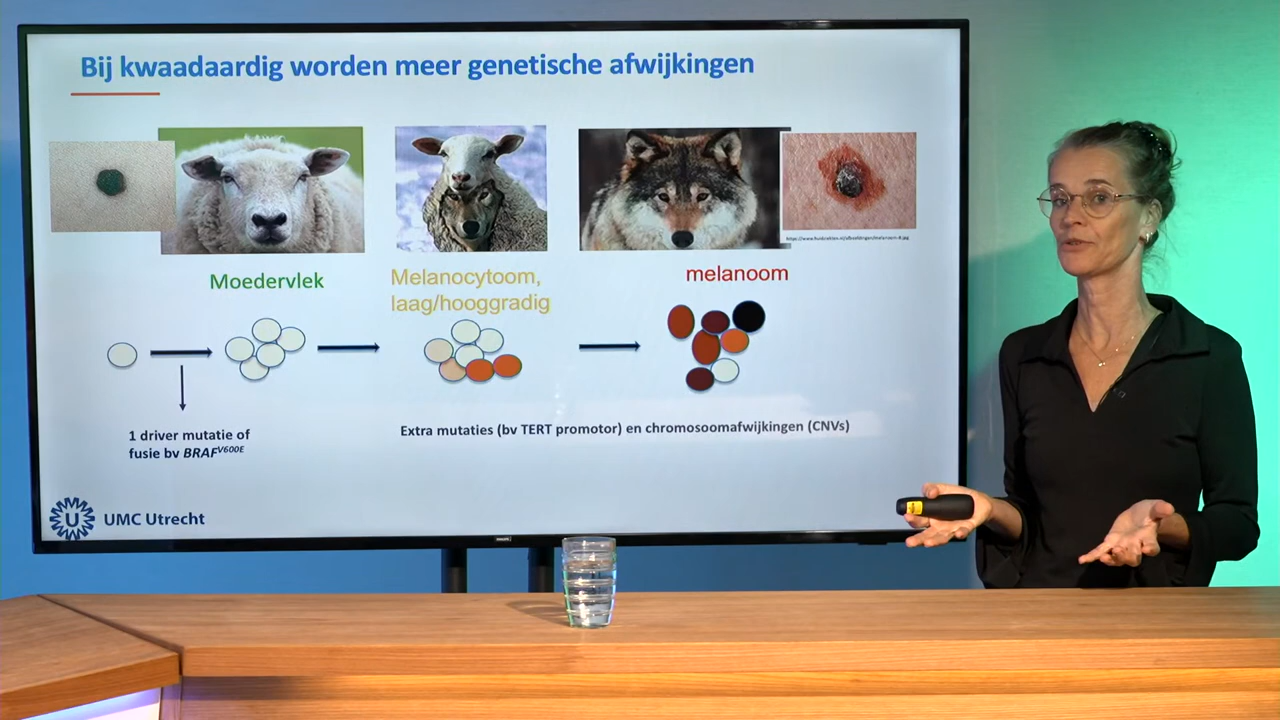 Bij kwaadaardig worden meer genetische afwijkingen
Moedervlek
Melanocytoom,
laag/hooggradig
melanoom
1 driver mutatie of
fusie bv BRAFV600E
Extra mutaties (bv TERT promotor) en chromosoomafwijkingen (CNVs)
U
UMC Utrecht